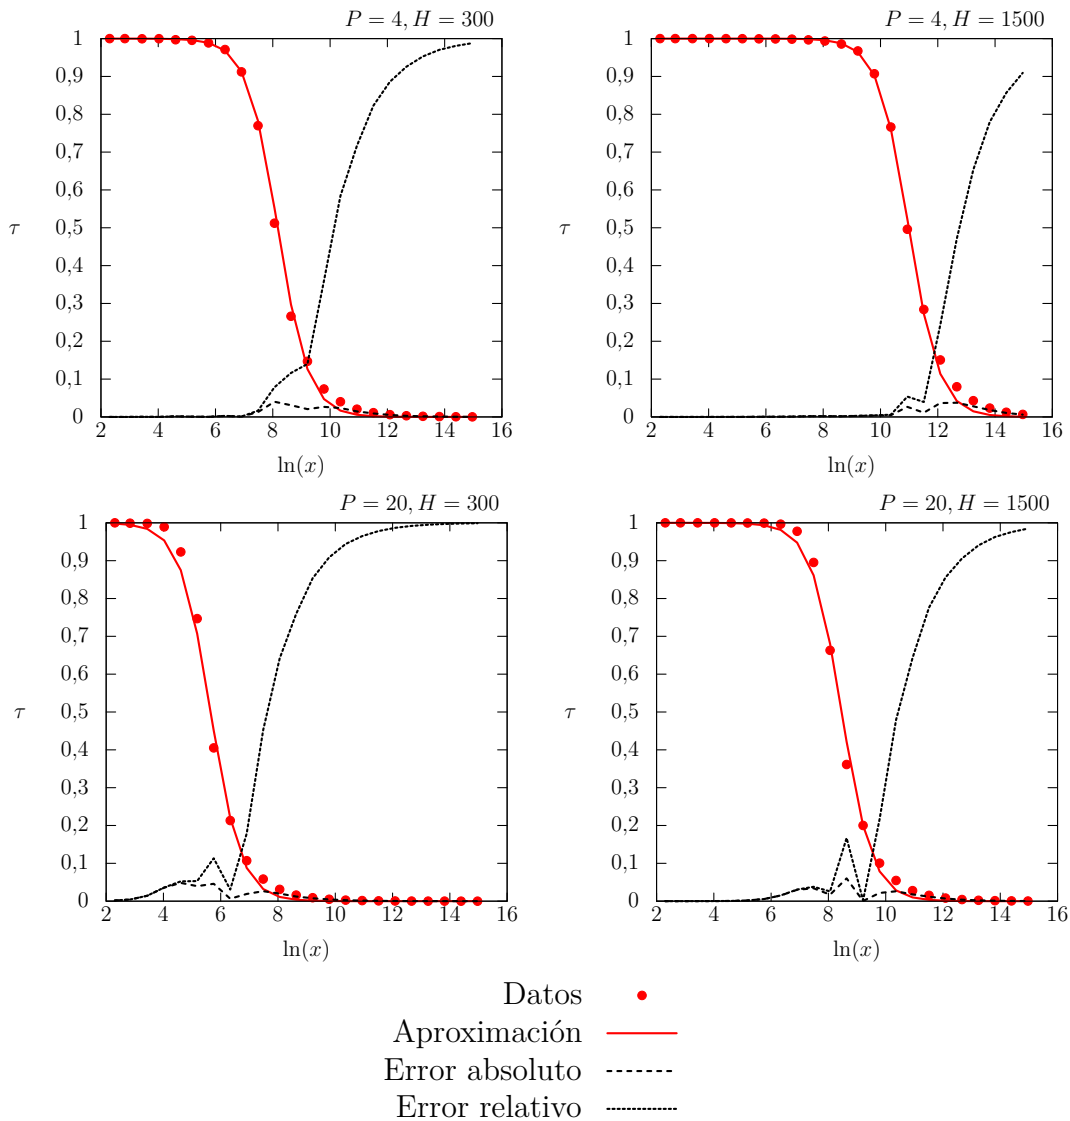 P = 4, H = 300
1
0,9
0,8
0,7
0,6
0,5
0,4
0,3
0,2
0,1
0
τ
2 4 6 8 10 12 14 16
ln(x)
P = 4, H = 1500
1
0,9
0,8
0,7
0,6
0,5
0,4
0,3
0,2
0,1
0
τ
2 4 6 8 10 12 14 16
ln(x)
P = 20, H = 300
1
0,9
0,8
0,7
0,6
0,5
0,4
0,3
0,2
0,1
0
τ
2 4 6 8 10 12 14 16
ln(x)
P = 20, H = 1500
1
0,9
0,8
0,7
0,6
0,5
0,4
0,3
0,2
0,1
0
τ
2 4 6 8 10 12 14 16
ln(x)
Datos
Aproximación
Error absoluto
Error relativo